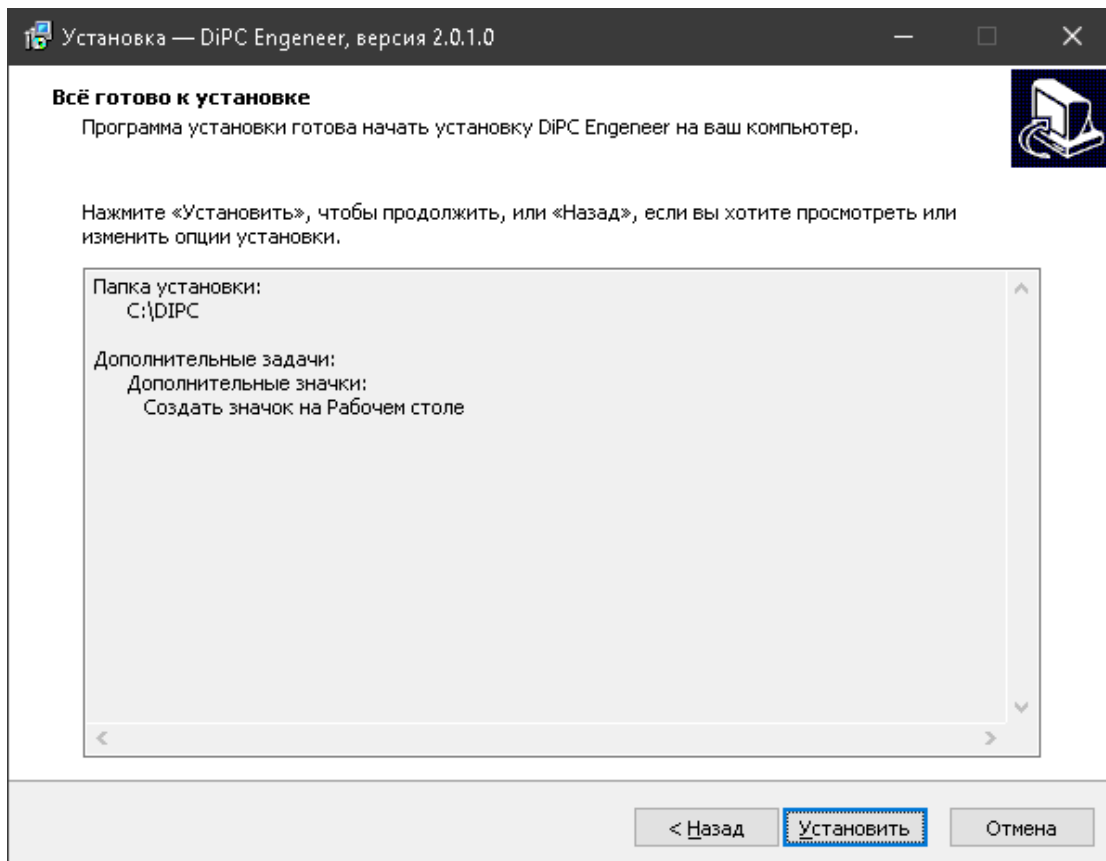 Установка — DiPC Engeneer, версия 2.0.1.0
Всё готово к установке
Программа установки готова начать установку DiPC Engeneer на ваш компьютер.
Нажмите «Установить», чтобы продолжить, или «Назад», если вы хотите просмотреть или
изменить опции установки.
Папка установки:
C:\DIPC
Дополнительные задачи:
Дополнительные значки:
Создать значок на Рабочем столе
< Назад Установить Отмена